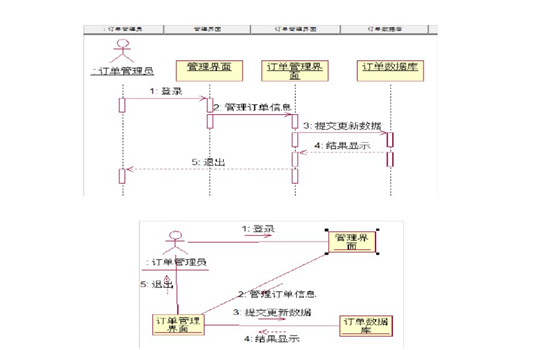 : 订单管理员 管理界面 订单管理界面 订单数据库
: 订单管理员
管理界面
订单管理界
面
订单数据库
1: 登录
2: 管理订单信息
3: 提交更新数据
4: 结果显示
5: 退出
1: 登录
管理界
面
: 订单管理员
5: 退出
2: 管理订单信息
3: 提交更新数据
订单管理
界面
订单数据
库
4: 结果显示